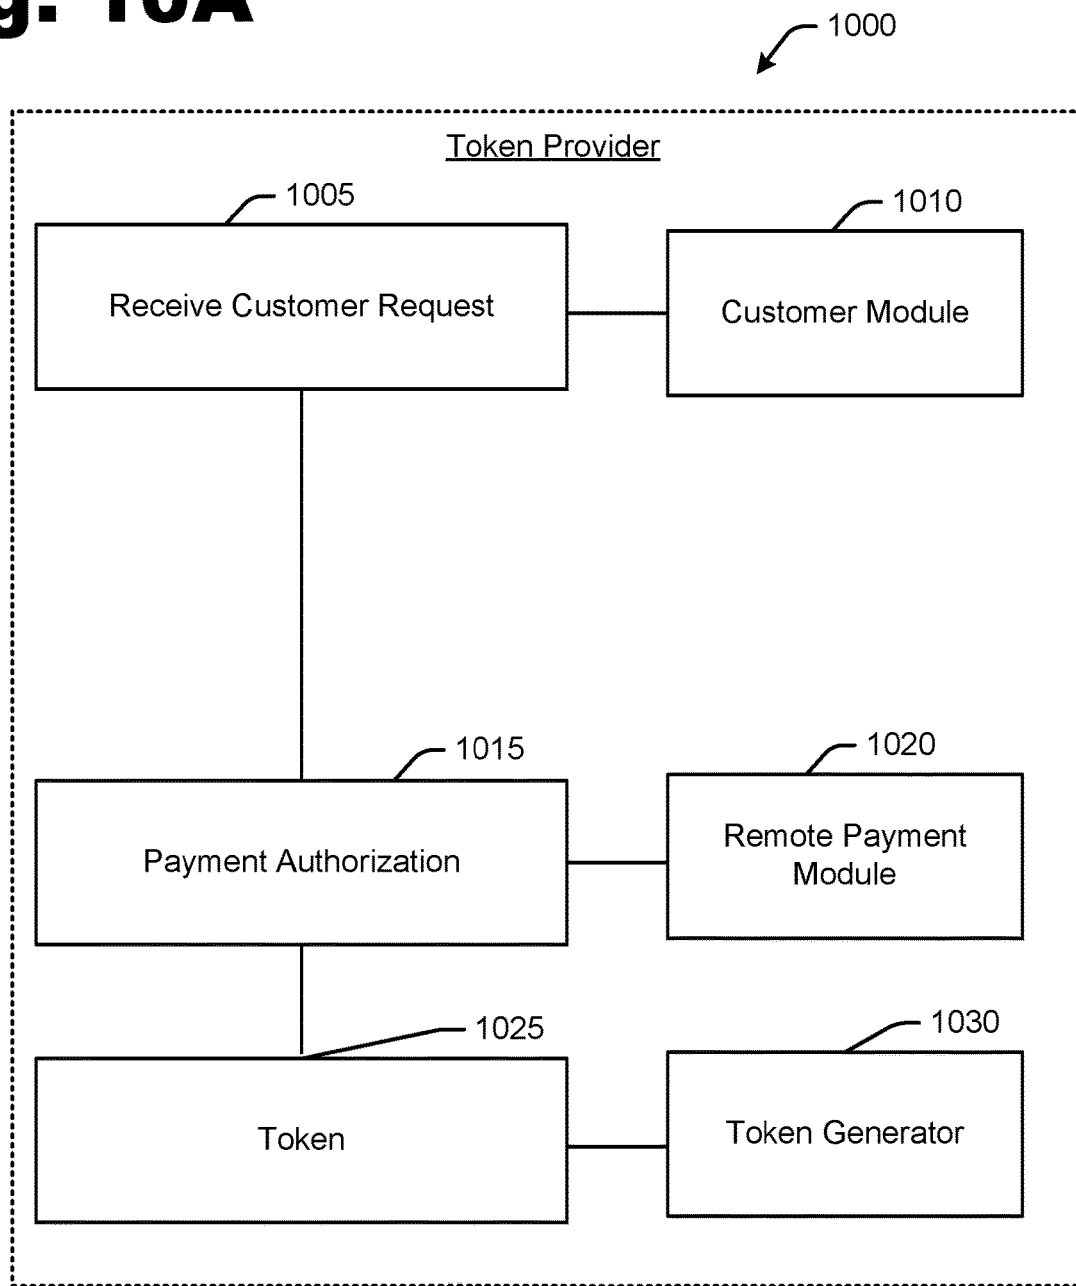 g. 10A
1000
Token Provider
1005
1010
Receive Customer Request
Customer Module
1015
1020
Payment Authorization
Remote Payment
Module
1025
1030
Token
Token Generator